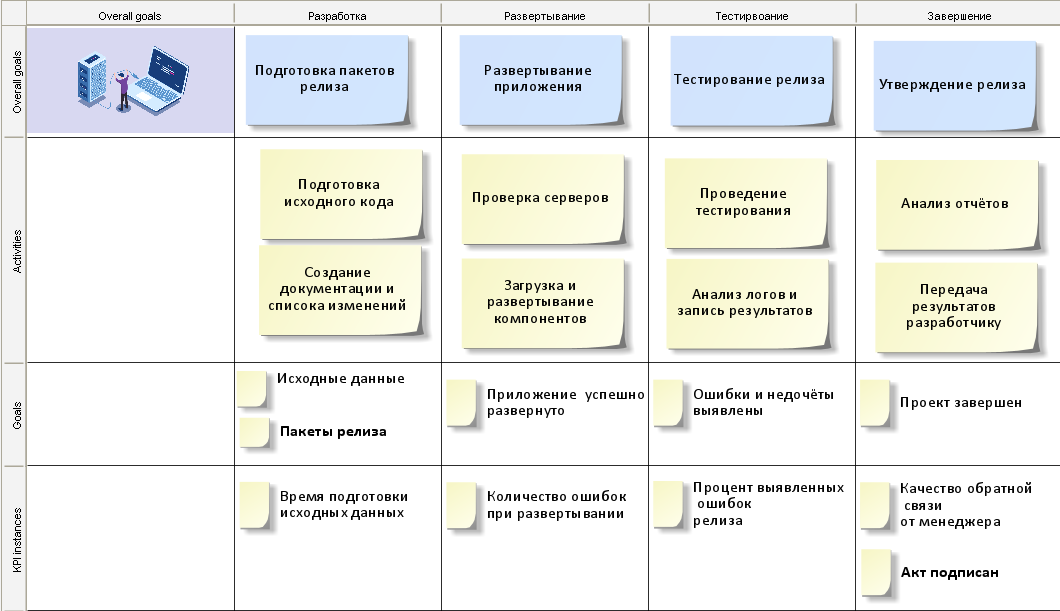 Overall goals
Разработка
Развертывание
Тестирвоание
Завершение
Overall goals
Подготовка пакетов
релиза
Развертывание
приложения
Тестирование релиза
Утверждение релиза
Activities
Подготовка
исходного кода
Проверка серверов
Проведение
тестирования
Анализ отчётов
Создание
документации и
списока изменений
Загрузка и
развертывание
компонентов
Анализ логов и
запись результатов
Передача
результатов
разработчику
Goals
Исходные данные
Пакеты релиза
Приложение успешно
развернуто
Ошибки и недочёты
выявлены
Проект завершен
KPI instances
Время подготовки
исходных данных
Количество ошибок
при развертывании
Процент выявленных
ошибок
релиза
Качество обратной
связи
от менеджера
Акт подписан